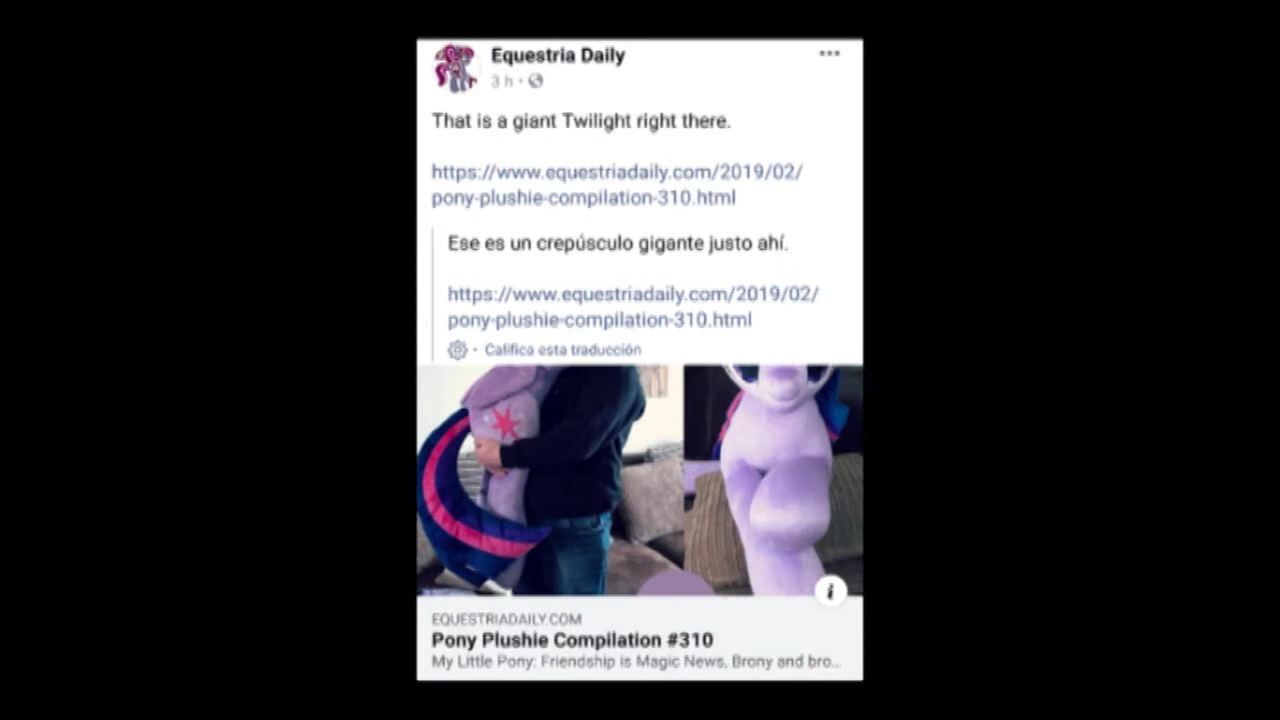 Equestria Daily
3 h ·
That is a giant Twilight right there.
https://www.equestriadaily.com/2019/02/
pony-plushie-compilation-310.html
Ese es un crepúsculo gigante justo ahí.
https://www.equestriadaily.com/2019/02/
pony-plushie-compilation-310.html
· Califica esta traducción
i
EQUESTRIADAILY.COM
Pony Plushie Compilation #310
My Little Pony: Friendship is Magic News, Brony and bro...